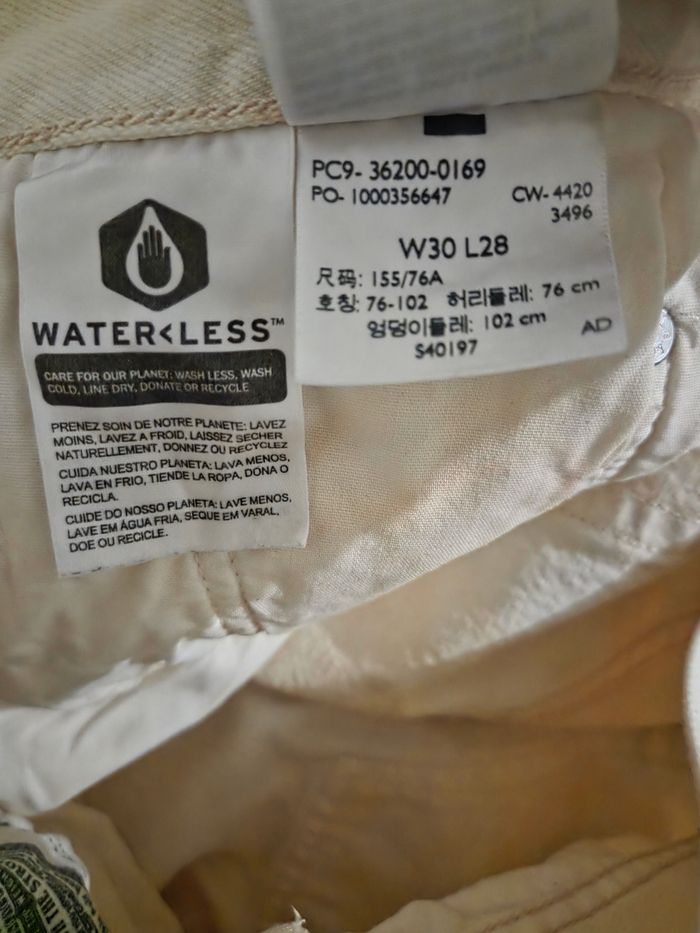 WATER<LESS™
CARE FOR OUR PLANET: WASH LESS, WASH
COLD, LINE DRY, DONATE OR RECYCLE
PRENEZ SOIN DE NOTRE PLANETE: LAVEZ
MOINS, LAVEZ A FROID, LAISSEZ SECHER
NATURELLEMENT, DONNEZ OU RECYCLEZ
CUIDA NUESTRO PLANETA: LAVA MENOS,
LAVA EN FRIO, TIENDE LA ROPA, DONA O
RECICLA.
CUIDE DO NOSSO PLANETA: LAVE MENOS,
LAVE EM ÁGUA FRIA, SEQUE EM VARAL,
DOE OU RECICLE.
PC9- 36200-0169
PO- 1000356647 CW- 4420
3496
W30 L28
尺码: 155/76A
호칭: 76-102 허리둘레: 76 cm
엉덩이둘레: 102 cm AD
S40197
THE STRO